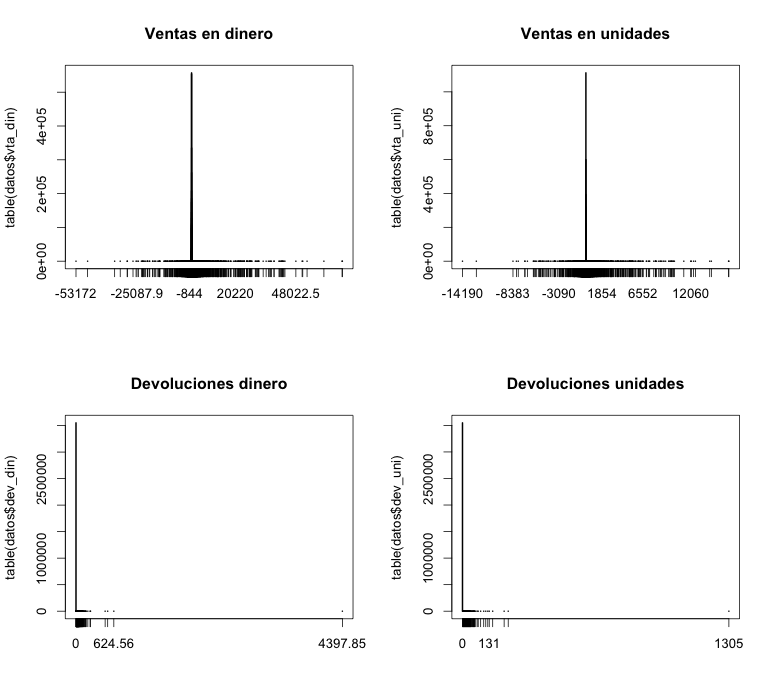 Ventas en dinero
table(datos$vta_din)
4e+05
2e+05
0e+00
-53172 -25087.9 -844 20220 48022.5
Ventas en unidades
table(datos$vta_uni)
8e+05
4e+05
0e+00
-14190 -8383 -3090 1854 6552 12060
Devoluciones dinero
table(datos$dev_din)
2500000
1000000
0
0 624.56 4397.85
Devoluciones unidades
table(datos$dev_uni)
2500000
1000000
0
0 131 1305